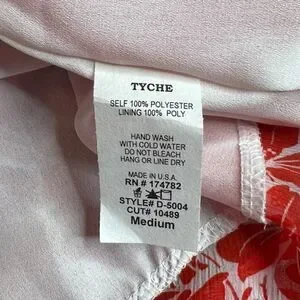 TYCHE
SELF 100% POLYESTER
LINING 100% POLY
HAND WASH
WITH COLD WATER
DO NOT BLEACH
HANG OR LINE DRY
MADE IN U.S.A.
RN # 174782
STYLE# D-5004
CUT# 10489
Medium